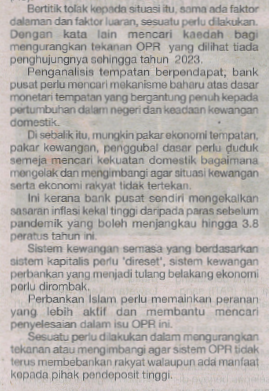 Bertitik tolak kepada situasi itu, sama ada faktor
dalaman dan faktor luaran, sesuatu perlu dilakukan.
Dengan kata lain mencari kaedah bagi
mengurangkan tekanan OPR yang dilihat tiada
penghujungnya sehingga tahun 2023.
Penganalisis tempatan berpendapat, bank
pusat perlu mencari mekanisme baharu atas dasar
monetari tempatan yang bergantung penuh kepada
pertumbuhan dalam negeri dan keadaan kewangan
domestik.
Di sebalik itu, mungkin pakar ekonomi tempatan,
pakar kewangan, penggubal dasar perlu duduk
semeja mencari kekuatan domestik bagaimana
mengelak dan mengimbangi agar situasi kewangan
serta ekonomi rakyat tidak tertekan.
Ini kerana bank pusat sendiri mengekalkan
sasaran inflasi kekal tinggi daripada paras sebelum
pandemik yang boleh menjangkau hingga 3.8
peratus tahun ini.
Sistem kewangan semasa yang berdasarkan
sistem kapitalis perlu 'direset', sistem kewangan
perbankan yang menjadi tulang belakang ekonomi
perlu dirombak.
Perbankan Islam perlu memainkan peranan
yang lebih aktif dan membantu mencari
penyelesaian dalam isu OPR ini.
Sesuatu perlu dilakukan dalam mengurangkan
tekanan atau mengimbangi agar sistem OPR tidak
terus membebankan rakyat walaupun ada manfaat
kepada pihak pendeposit tinggi.